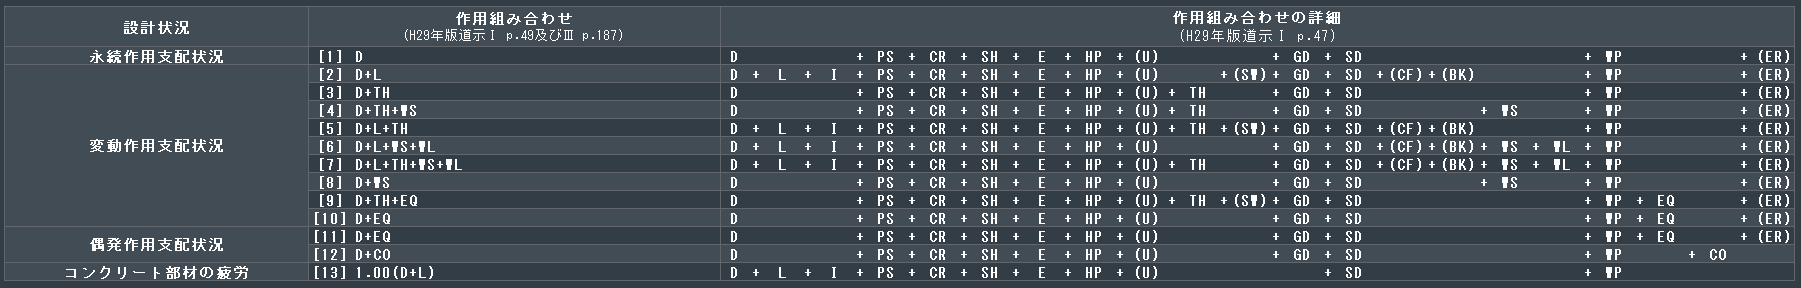 設計状況 作用組み合わせ 作用組み合わせの詳細
(H29年版道示Ⅰ p.49及びⅢ p.187) (H29年版道示Ⅰ p.47)
永続作用支配状況 [1] D D + PS + CR + SH + E + HP + (U) + GD + SD + WP + (ER)
[2] D+L D + L + I + PS + CR + SH + E + HP + (U) +(SW)+ GD + SD +(CF)+(BK) + WP + (ER)
[3] D+TH D + PS + CR + SH + E + HP + (U)+ TH + GD + SD + WP + (ER)
[4] D+TH+WS D + PS + CR + SH + E + HP + (U)+ TH + GD + SD + WS + WP + (ER)
[5] D+L+TH D + L + I + PS + CR + SH + E + HP + (U)+ TH +(SW)+ GD + SD +(CF)+(BK) + WP + (ER)
変動作用支配状況 [6] D+L+WS+WL D + L + I + PS + CR + SH + E + HP + (U) + GD + SD +(CF)+(BK)+ WS + WL + WP + (ER)
[7] D+L+TH+WS+WL D + L + I + PS + CR + SH + E + HP + (U)+ TH + GD + SD +(CF)+(BK)+ WS + WL + WP + (ER)
[8] D+WS D + PS + CR + SH + E + HP + (U) + GD + SD + WS + WP + (ER)
[9] D+TH+EQ D + PS + CR + SH + E + HP + (U)+ TH +(SW)+ GD + SD + WP + EQ + (ER)
[10] D+EQ D + PS + CR + SH + E + HP + (U) + GD + SD + WP + EQ + (ER)
偶発作用支配状況 [11] D+EQ D + PS + CR + SH + E + HP + (U) + GD + SD + WP + EQ + (ER)
[12] D+CO D + PS + CR + SH + E + HP + (U) + GD + SD + WP + CO
コンクリート部材の疲労 [13] 1.00(D+L) D + L + I + PS + CR + SH + E + HP + (U) + SD + WP